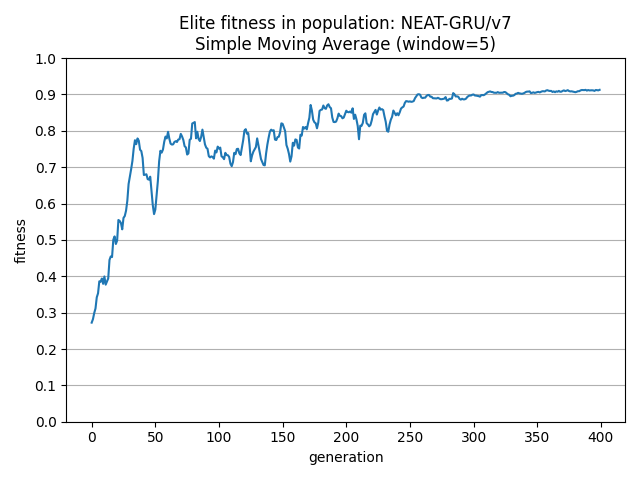 Elite fitness in population: NEAT-GRU/v7
Simple Moving Average (window=5)
1.0
0.9
0.8
0.7
0.6
0.5
0.4
0.3
0.2
0.1
0.0
fitness
0 50 100 150 200 250 300 350 400
generation